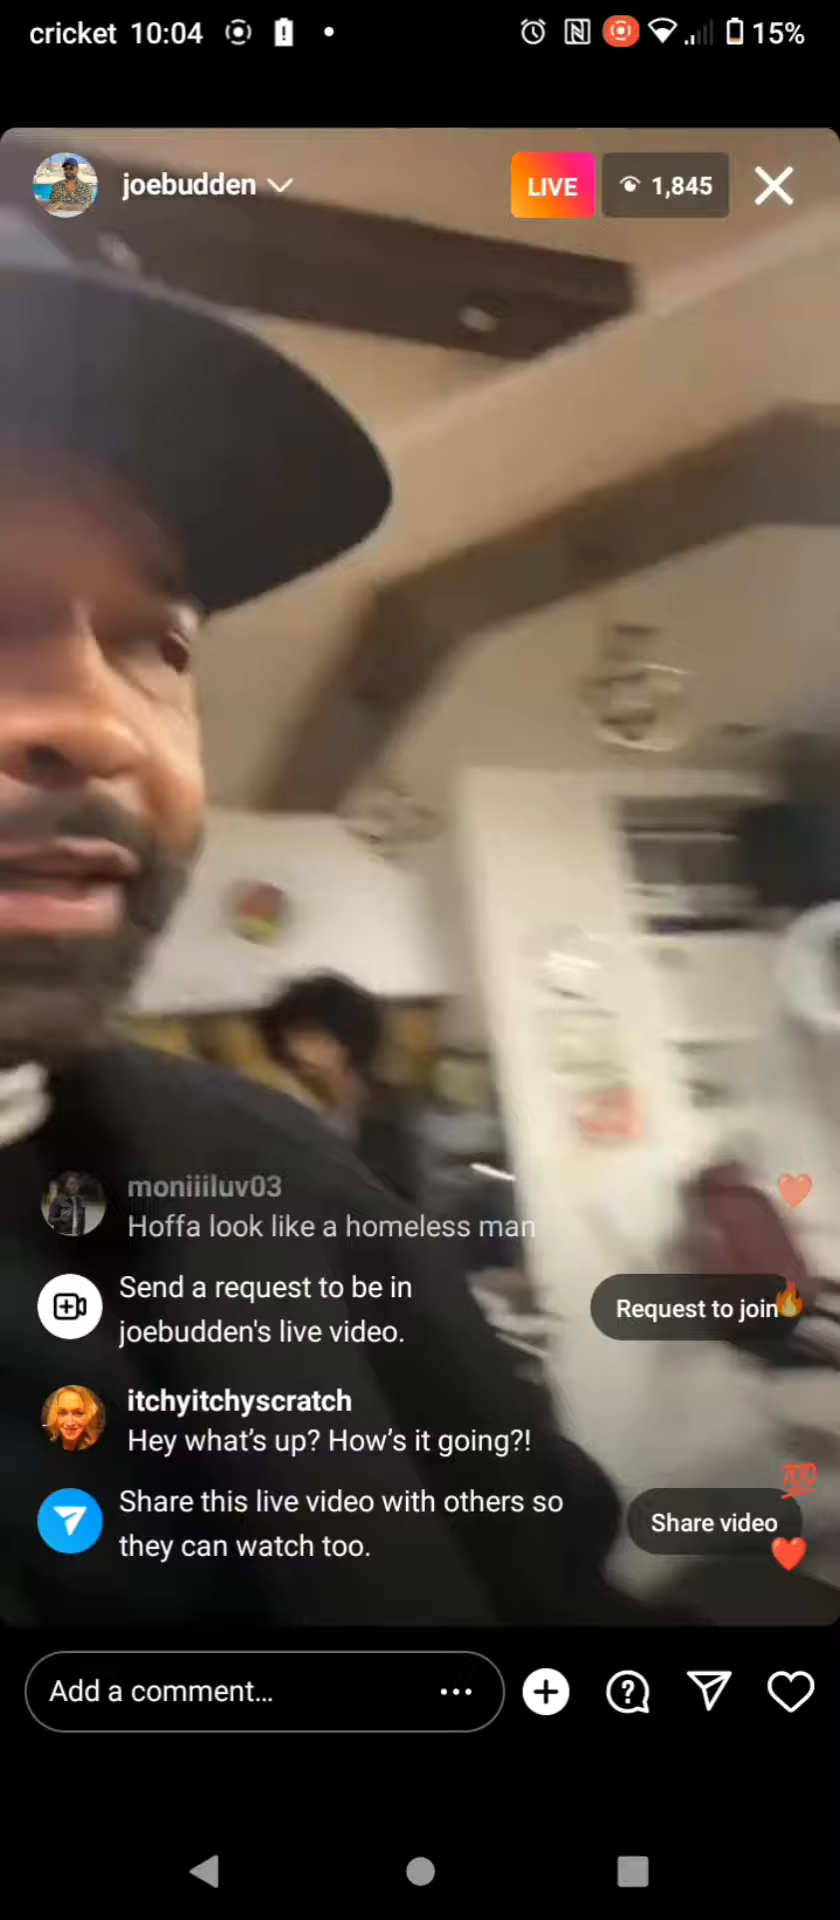 cricket 10:04
15%
joebudden
LIVE
1,845
moniiiluv03
Hoffa look like a homeless man
Send a request to be in
joebudden's live video.
Request to join
itchyitchyscratch
Hey what's up? How's it going?!
Share this live video with others so
they can watch too.
Share video
100
Add a comment...